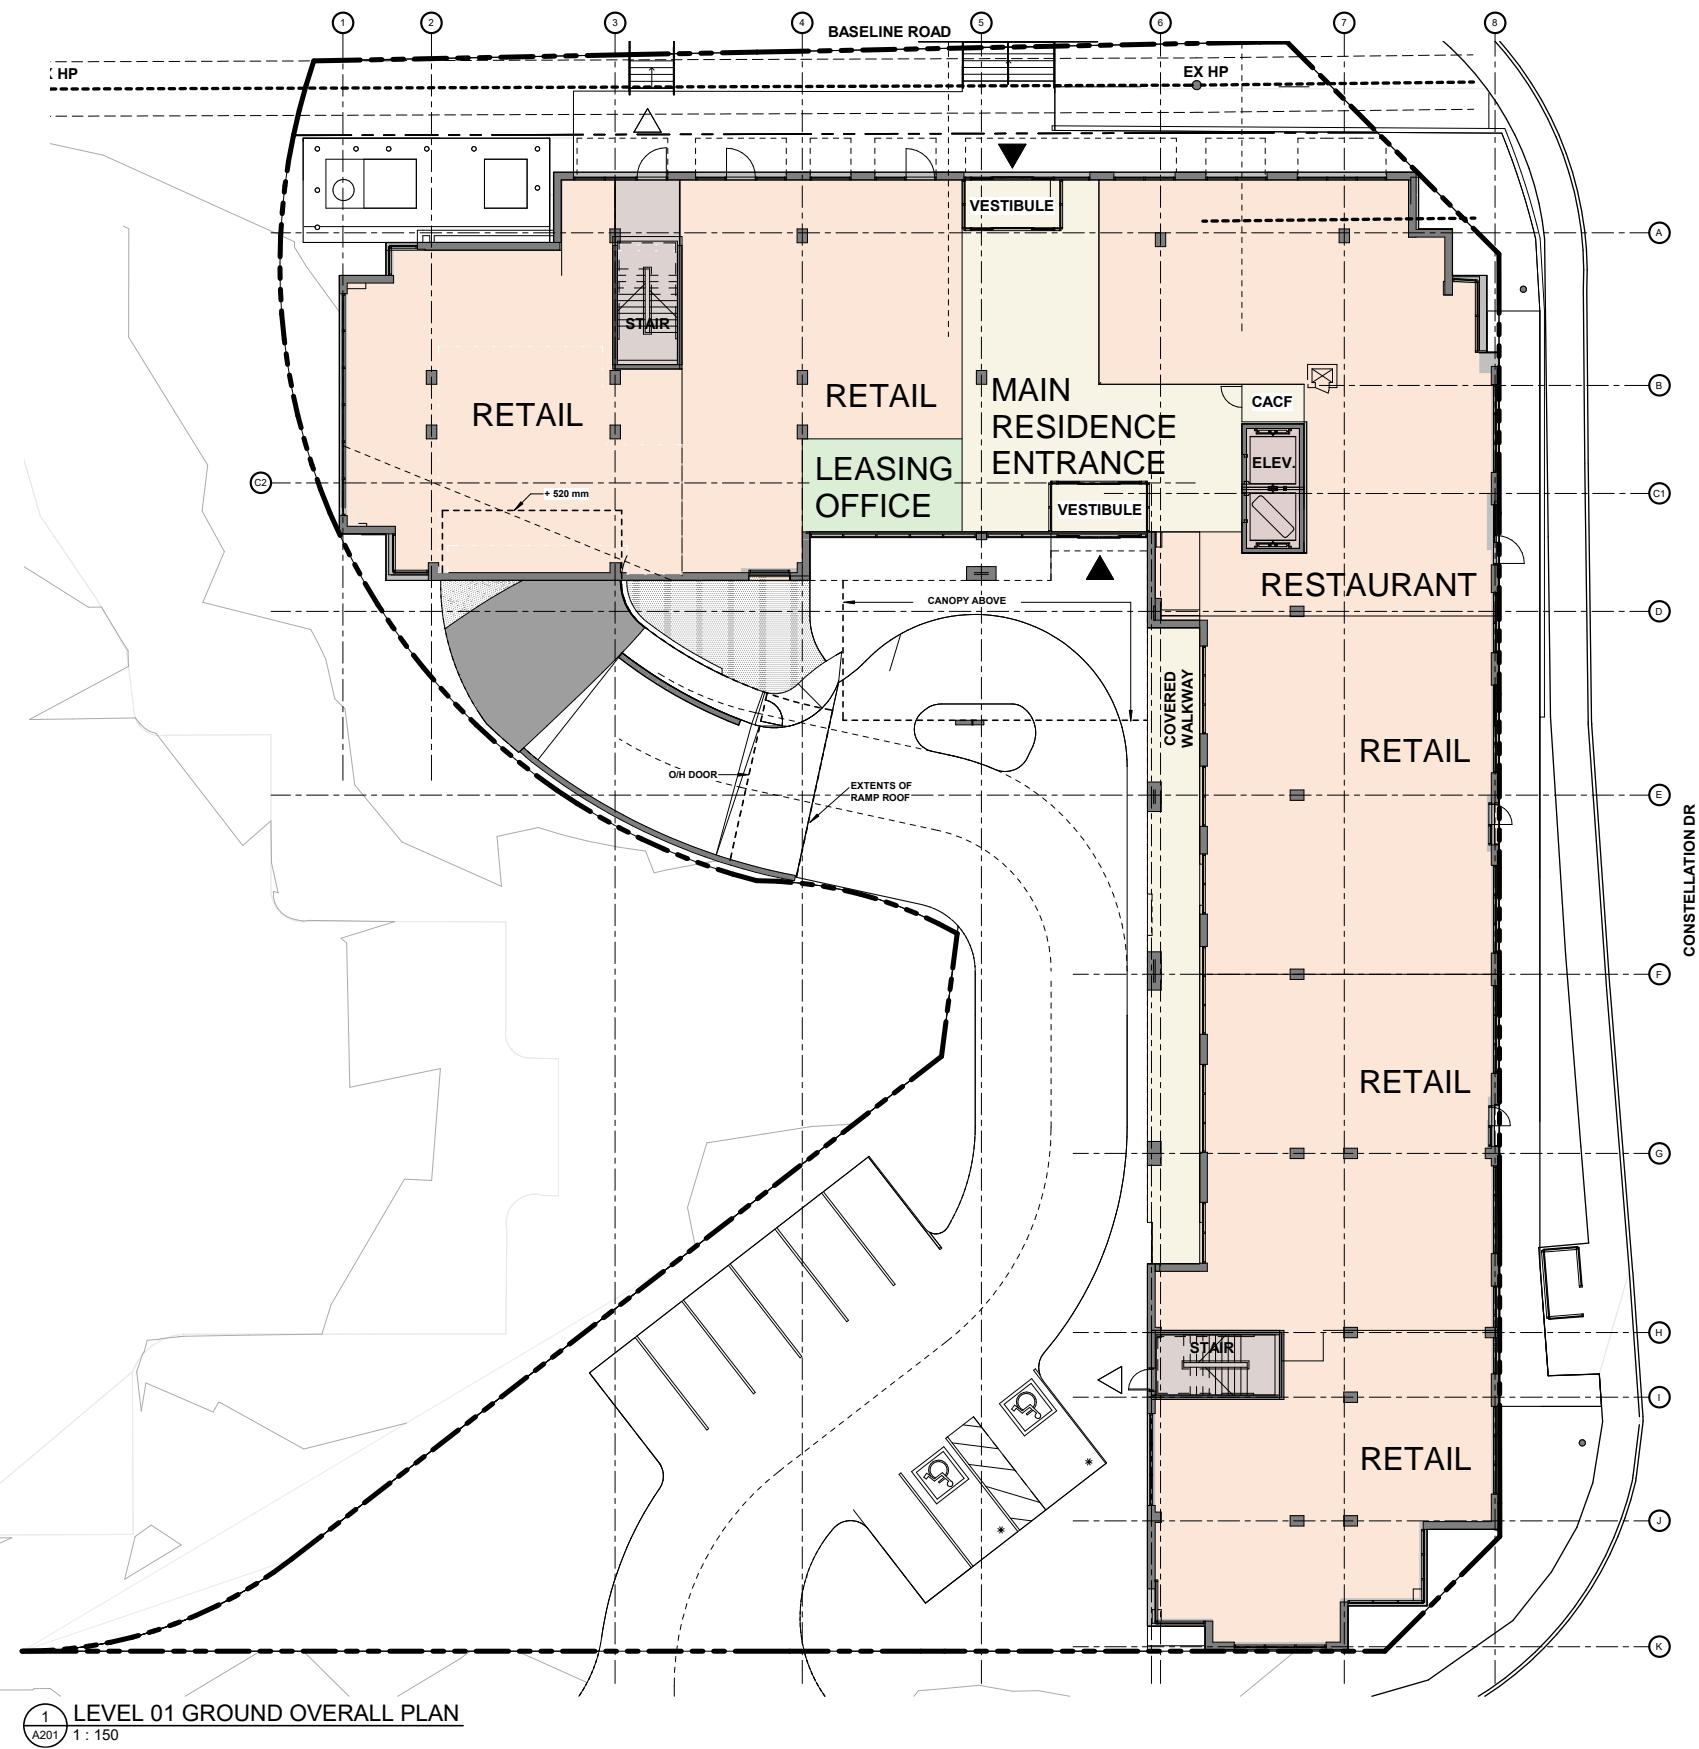 1
2
3
4
5
6
7
8
BASELINE ROAD
EX HP
EX HP
VESTIBULE
A
STAIR
B
RETAIL
RETAIL
MAIN
RESIDENCE
ENTRANCE
CACF
LEASING
OFFICE
ELEV.
C2
C1
+ 520 mm
VESTIBULE
RESTAURANT
CANOPY ABOVE
D
COVERED
WALKWAY
RETAIL
O/H DOOR
EXTENTS OF
RAMP ROOF
E
CONSTELLATION DR
F
RETAIL
G
H
STAIR
I
RETAIL
J
K
1
A201
LEVEL 01 GROUND OVERALL PLAN
1 : 150